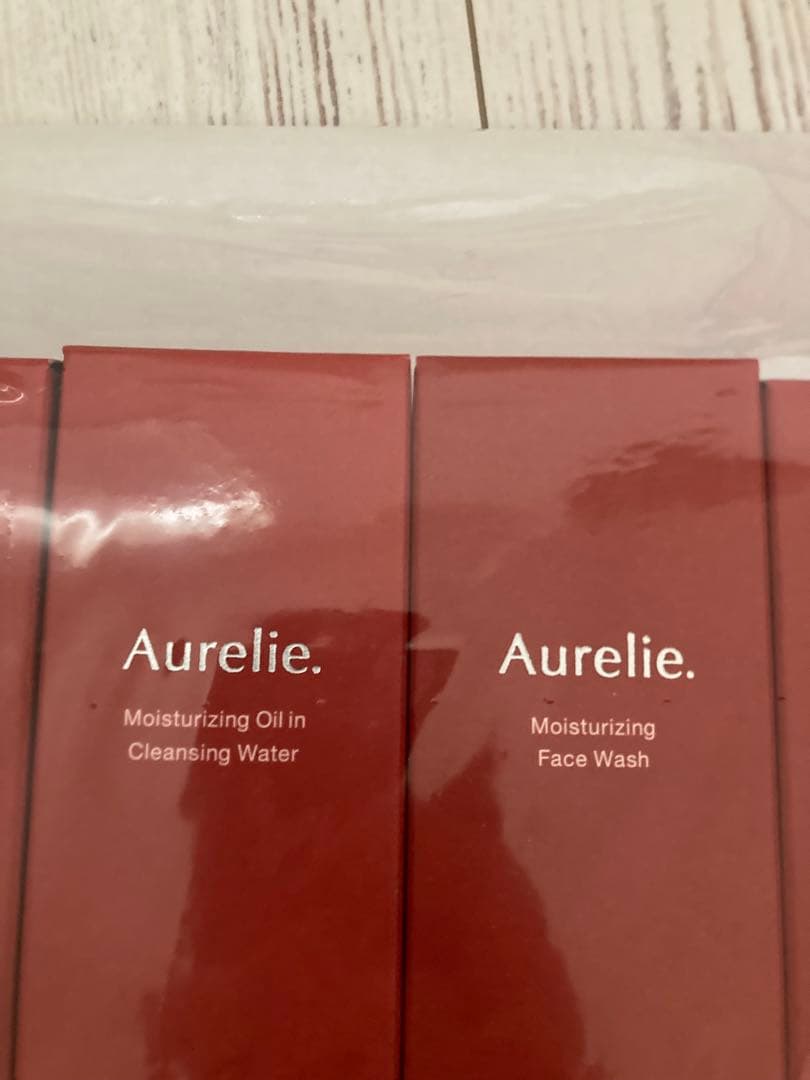 Aurelie.
Moisturizing Oil in
Cleansing Water
Aurelie.
Moisturizing
Face Wash